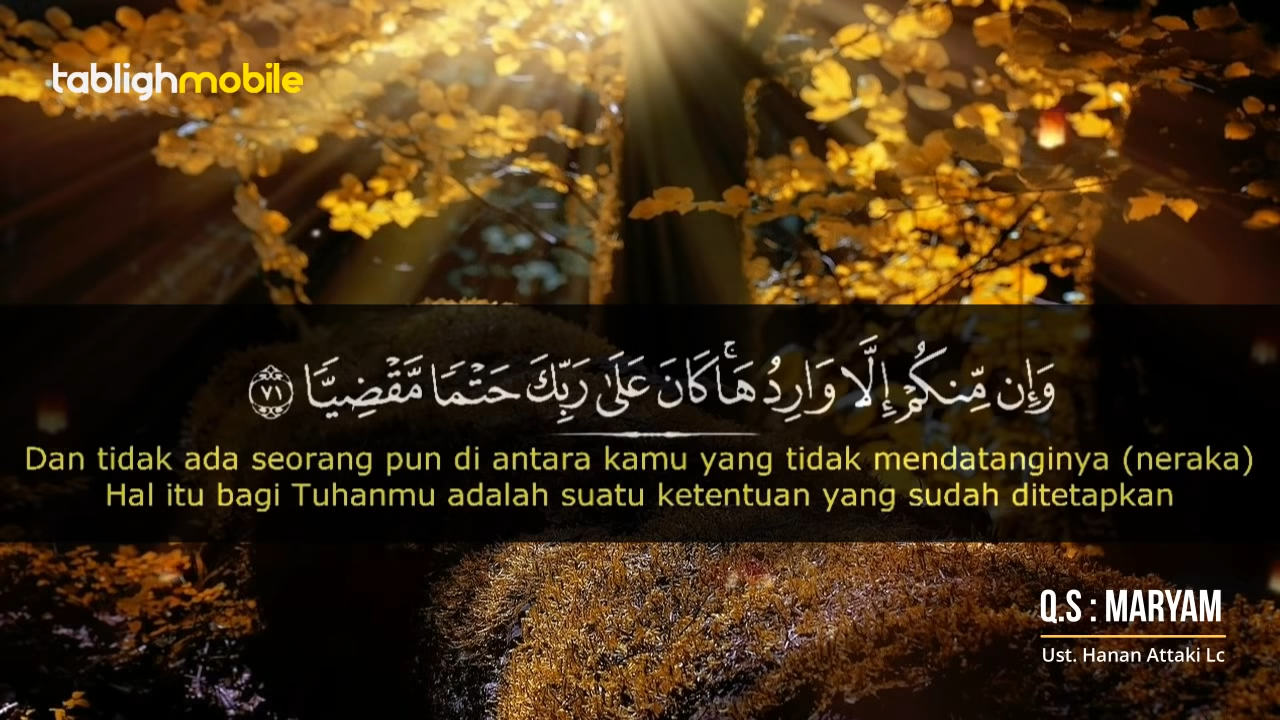 tablighmobile
وَإِن مِّنكُمْ إِلَّا وَارِدُهَا ۚ كَانَ عَلَىٰ رَبِّكَ حَتْمًا مَّقْضِيًّا ٧١
Dan tidak ada seorang pun di antara kamu yang tidak mendatanginya (neraka)
Hal itu bagi Tuhanmu adalah suatu ketentuan yang sudah ditetapkan
Q.S : MARYAM
Ust. Hanan Attaki Lc